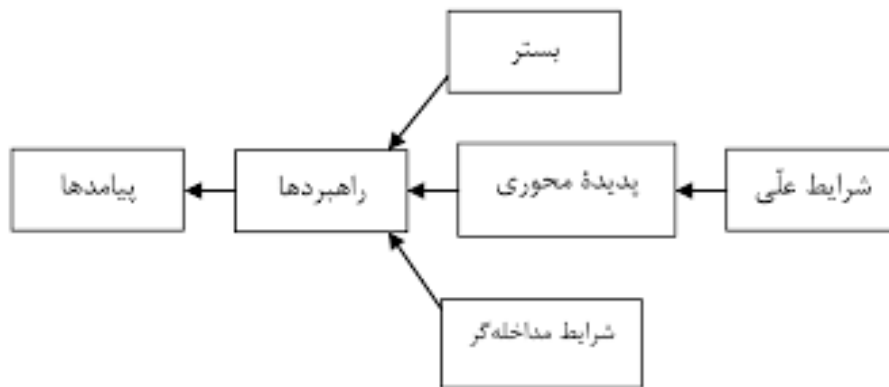 بستر
شرایط علّی
پدیدهٔ محوری
راهبردها
پیامدها
شرایط مداخله‌گر